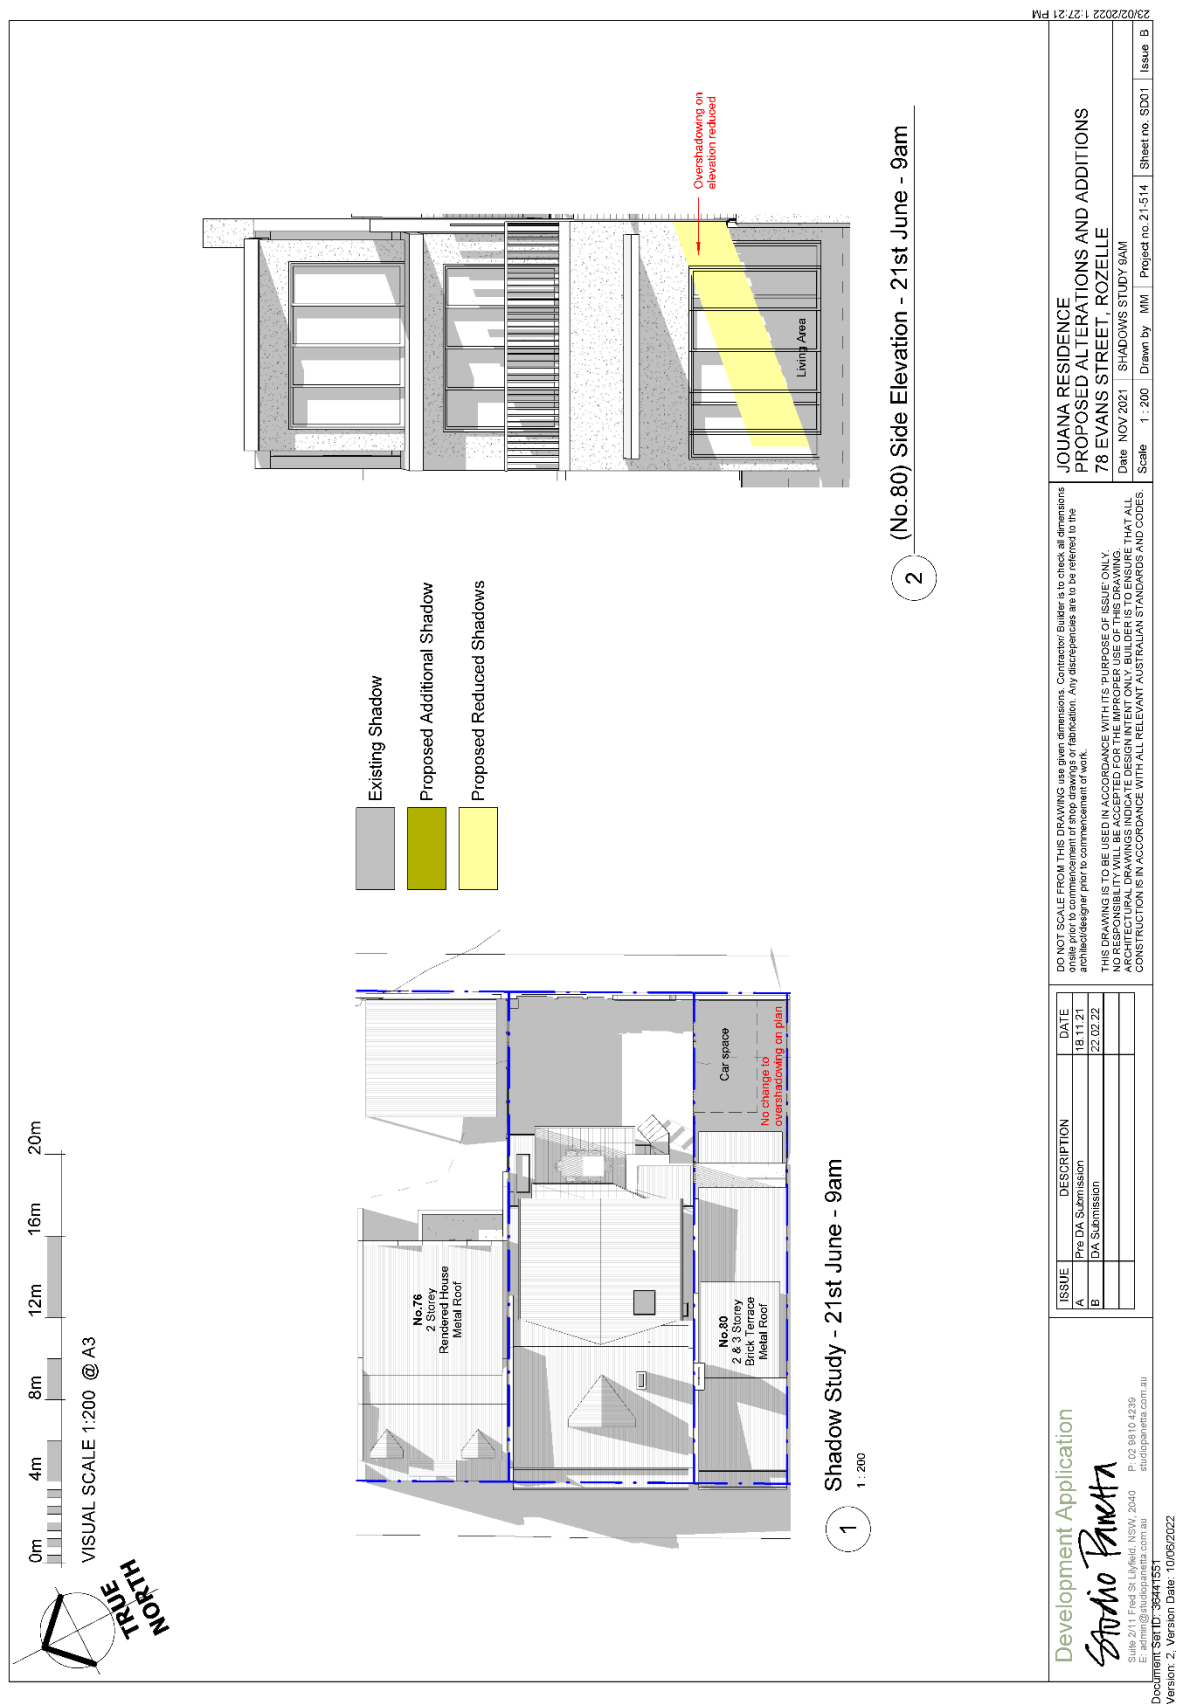 0m 4m 8m 12m 16m 20m
VISUAL SCALE 1:200 @ A3
TRUE
NORTH
No.76
2 Storey
Rendered House
Metal Roof
No.80
2 & 3 Storey
Brick Terrace
Metal Roof
Car space
No change to
overshadowing on plan
1
Shadow Study - 21st June - 9am
1 : 200
Existing Shadow
Proposed Additional Shadow
Proposed Reduced Shadows
Living Area
Overshadowing on
elevation reduced
2
(No.80) Side Elevation - 21st June - 9am
Development Application
Studio Panetta
Suite 2/11 Fred St Lilyfield, NSW, 2040 P: 02 9810 4239
E: admin@studiopanetta.com.au studiopanetta.com.au
ISSUE DESCRIPTION DATE
A Pre DA Submission 18.11.21
B DA Submission 22.02.22
DO NOT SCALE FROM THIS DRAWING use given dimensions. Contractor/ Builder is to check all dimensions
onsite prior to commencement of shop drawings or fabrication. Any discrepencies are to be referred to the
architect/designer prior to commencement of work.
THIS DRAWING IS TO BE USED IN ACCORDANCE WITH ITS 'PURPOSE OF ISSUE' ONLY.
NO RESPONSIBILITY WILL BE ACCEPTED FOR THE IMPROPER USE OF THIS DRAWING.
ARCHITECTURAL DRAWINGS INDICATE DESIGN INTENT ONLY. BUILDER IS TO ENSURE THAT ALL
CONSTRUCTION IS IN ACCORDANCE WITH ALL RELEVANT AUSTRALIAN STANDARDS AND CODES.
JOUANA RESIDENCE
PROPOSED ALTERATIONS AND ADDITIONS
78 EVANS STREET, ROZELLE
Date NOV 2021 SHADOWS STUDY 9AM
Scale 1 : 200 Drawn by MM Project no. 21-514 Sheet no. SD01 Issue B
23/02/2022 1:27:21 PM
Document Set ID: 36441551
Version: 2, Version Date: 10/06/2022